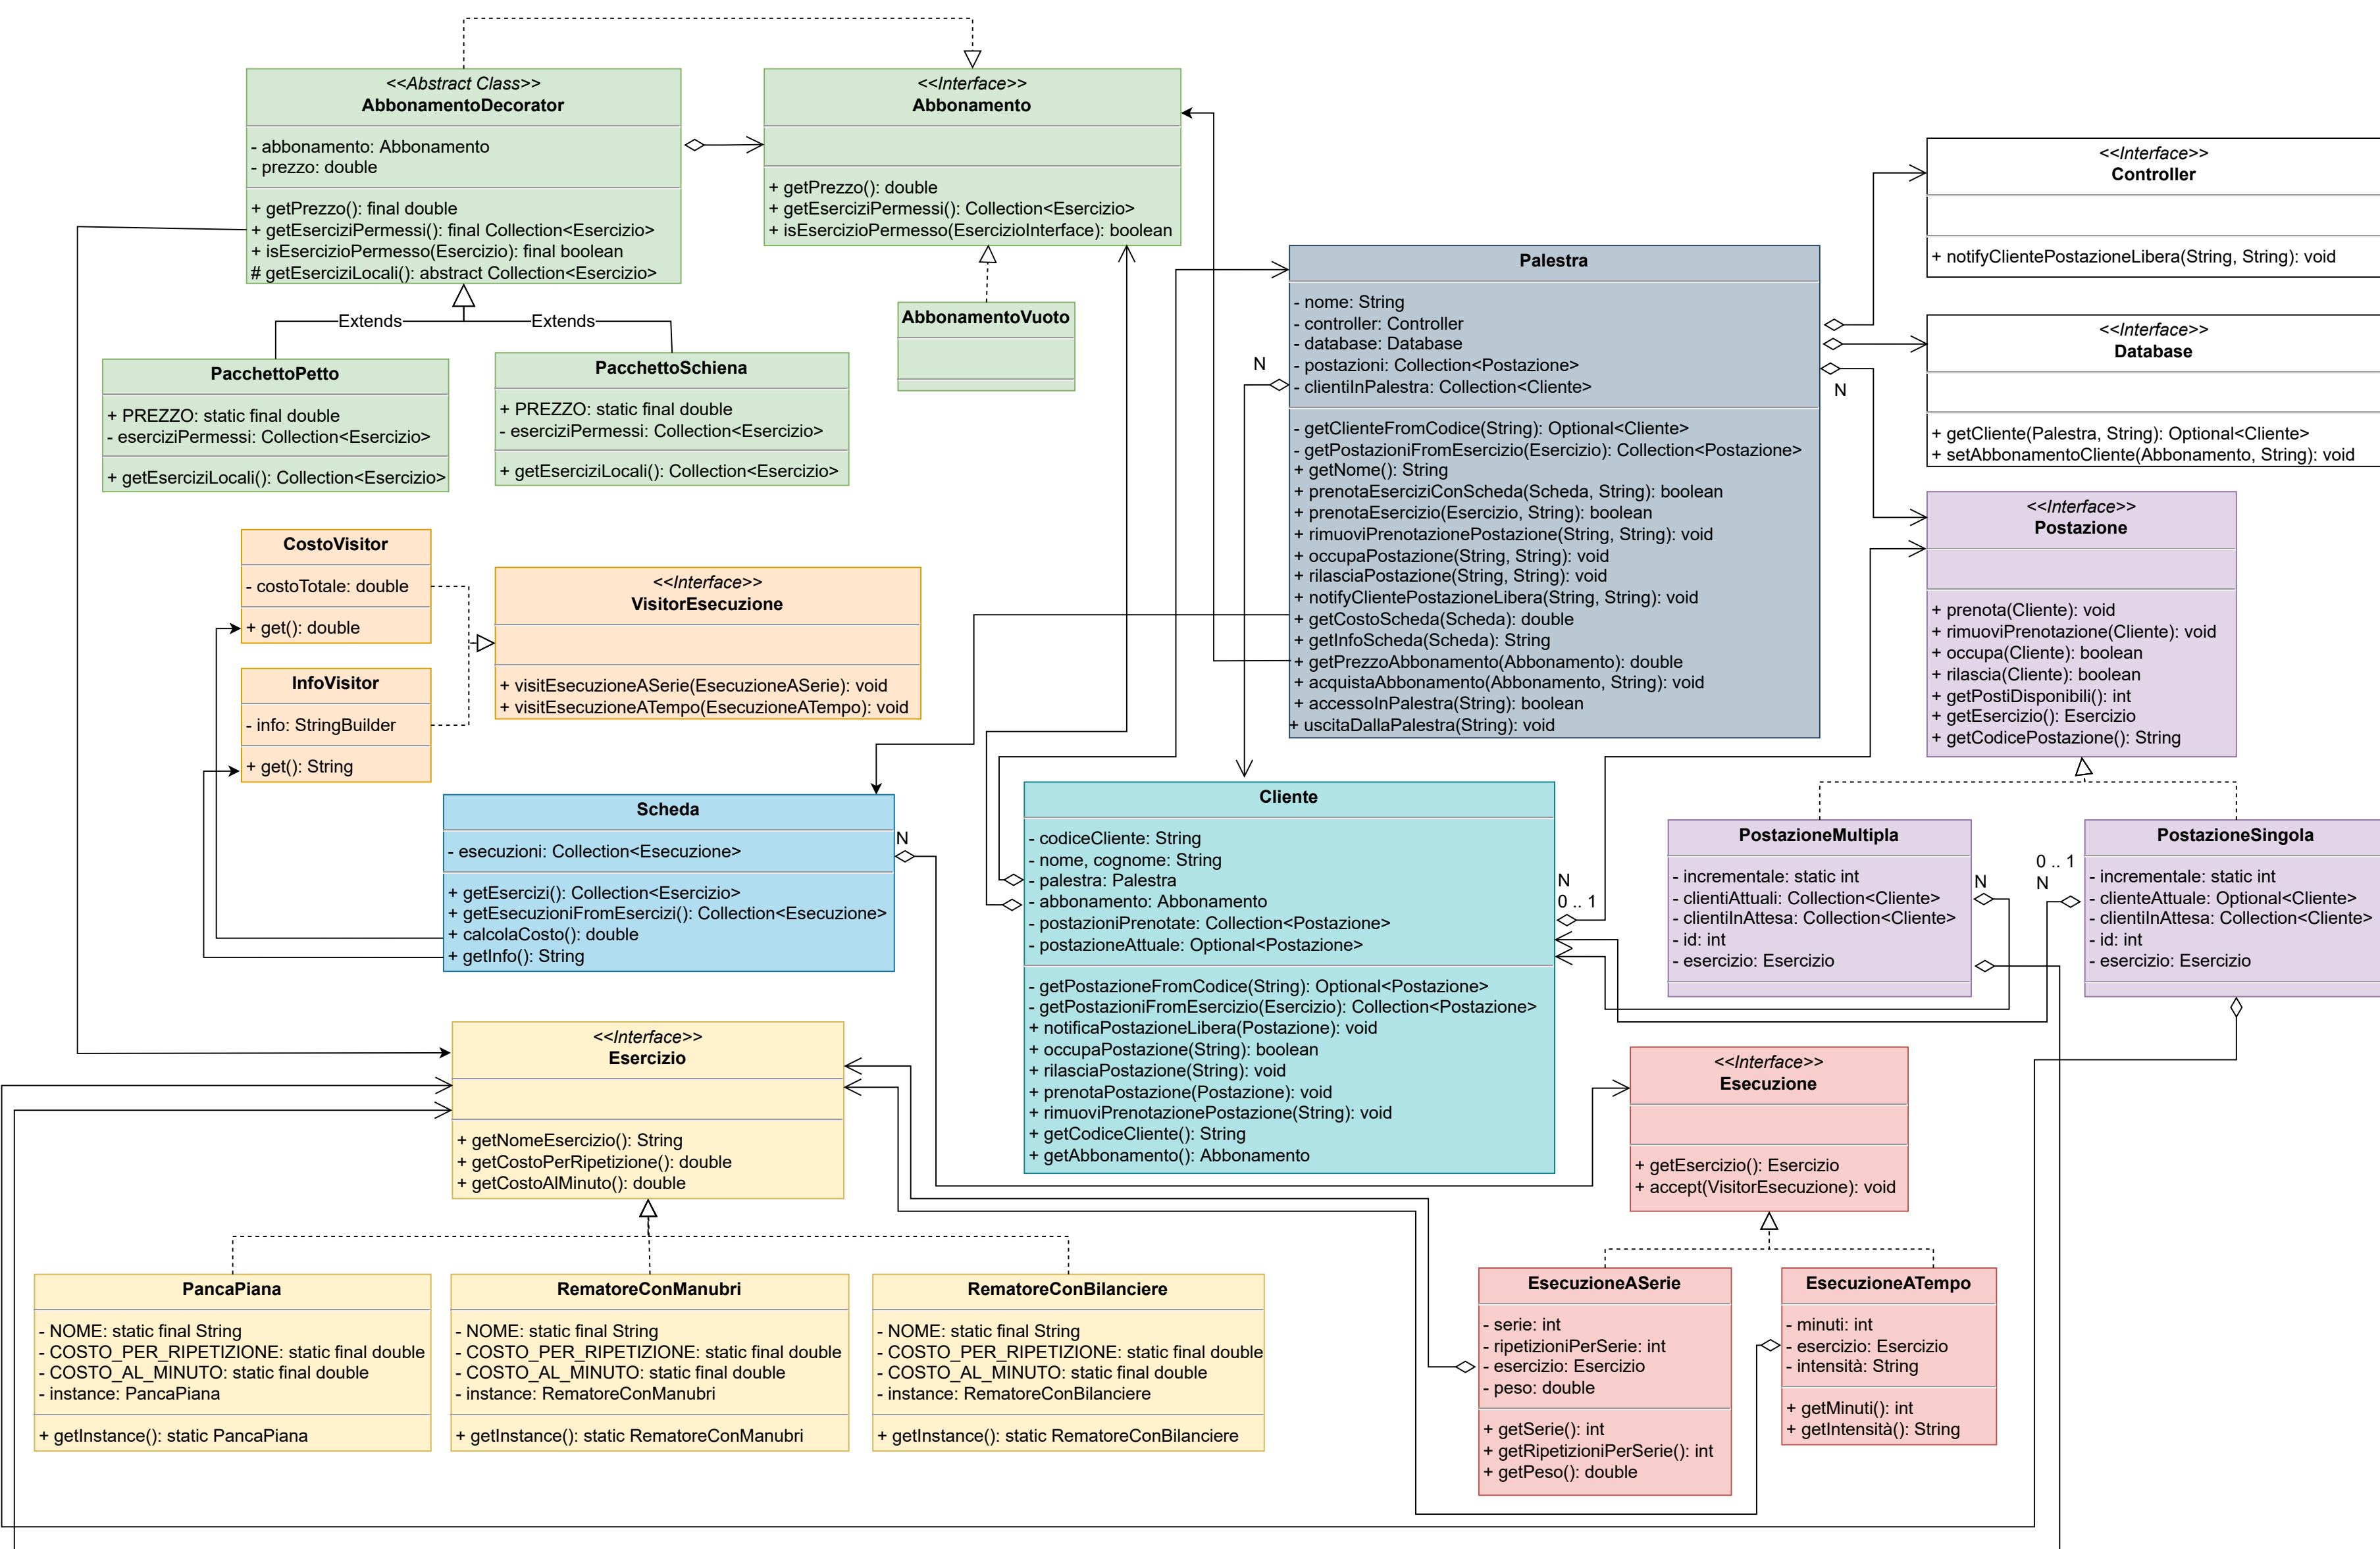 <<Abstract Class>>
AbbonamentoDecorator
- abbonamento: Abbonamento
- prezzo: double
+ getPrezzo(): final double
+ getEserciziPermessi(): final Collection<Esercizio>
+ isEsercizioPermesso(Esercizio): final boolean
# getEserciziLocali(): abstract Collection<Esercizio>
<<Interface>>
Abbonamento
+ getPrezzo(): double
+ getEserciziPermessi(): Collection<Esercizio>
+ isEsercizioPermesso(EsercizioInterface): boolean
Extends
Extends
PacchettoPetto
+ PREZZO: static final double
- eserciziPermessi: Collection<Esercizio>
+ getEserciziLocali(): Collection<Esercizio>
PacchettoSchiena
+ PREZZO: static final double
- eserciziPermessi: Collection<Esercizio>
+ getEserciziLocali(): Collection<Esercizio>
AbbonamentoVuoto
Palestra
- nome: String
- controller: Controller
- database: Database
- postazioni: Collection<Postazione>
- clientiInPalestra: Collection<Cliente>
- getClienteFromCodice(String): Optional<Cliente>
- getPostazioniFromEsercizio(Esercizio): Collection<Postazione>
+ getNome(): String
+ prenotaEserciziConScheda(Scheda, String): boolean
+ prenotaEsercizio(Esercizio, String): boolean
+ rimuoviPrenotazionePostazione(String, String): void
+ occupaPostazione(String, String): void
+ rilasciaPostazione(String, String): void
+ notifyClientePostazioneLibera(String, String): void
+ getCostoScheda(Scheda): double
+ getInfoScheda(Scheda): String
+ getPrezzoAbbonamento(Abbonamento): double
+ acquistaAbbonamento(Abbonamento, String): void
+ accessoInPalestra(String): boolean
+ uscitaDallaPalestra(String): void
N
N
<<Interface>>
Controller
+ notifyClientePostazioneLibera(String, String): void
<<Interface>>
Database
+ getCliente(Palestra, String): Optional<Cliente>
+ setAbbonamentoCliente(Abbonamento, String): void
<<Interface>>
Postazione
+ prenota(Cliente): void
+ rimuoviPrenotazione(Cliente): void
+ occupa(Cliente): boolean
+ rilascia(Cliente): boolean
+ getPostiDisponibili(): int
+ getEsercizio(): Esercizio
+ getCodicePostazione(): String
CostoVisitor
- costoTotale: double
+ get(): double
InfoVisitor
- info: StringBuilder
+ get(): String
<<Interface>>
VisitorEsecuzione
+ visitEsecuzioneASerie(EsecuzioneASerie): void
+ visitEsecuzioneATempo(EsecuzioneATempo): void
Scheda
- esecuzioni: Collection<Esecuzione>
+ getEsercizi(): Collection<Esercizio>
+ getEsecuzioniFromEsercizi(): Collection<Esecuzione>
+ calcolaCosto(): double
+ getInfo(): String
N
Cliente
- codiceCliente: String
- nome, cognome: String
- palestra: Palestra
- abbonamento: Abbonamento
- postazioniPrenotate: Collection<Postazione>
- postazioneAttuale: Optional<Postazione>
- getPostazioneFromCodice(String): Optional<Postazione>
- getPostazioniFromEsercizio(Esercizio): Collection<Postazione>
+ notificaPostazioneLibera(Postazione): void
+ occupaPostazione(String): boolean
+ rilasciaPostazione(String): void
+ prenotaPostazione(Postazione): void
+ rimuoviPrenotazionePostazione(String): void
+ getCodiceCliente(): String
+ getAbbonamento(): Abbonamento
N
0 .. 1
PostazioneMultipla
- incrementale: static int
- clientiAttuali: Collection<Cliente>
- clientiInAttesa: Collection<Cliente>
- id: int
- esercizio: Esercizio
N
0 .. 1
N
PostazioneSingola
- incrementale: static int
- clienteAttuale: Optional<Cliente>
- clientiInAttesa: Collection<Cliente>
- id: int
- esercizio: Esercizio
<<Interface>>
Esercizio
+ getNomeEsercizio(): String
+ getCostoPerRipetizione(): double
+ getCostoAlMinuto(): double
<<Interface>>
Esecuzione
+ getEsercizio(): Esercizio
+ accept(VisitorEsecuzione): void
PancaPiana
- NOME: static final String
- COSTO_PER_RIPETIZIONE: static final double
- COSTO_AL_MINUTO: static final double
- instance: PancaPiana
+ getInstance(): static PancaPiana
RematoreConManubri
- NOME: static final String
- COSTO_PER_RIPETIZIONE: static final double
- COSTO_AL_MINUTO: static final double
- instance: RematoreConManubri
+ getInstance(): static RematoreConManubri
RematoreConBilanciere
- NOME: static final String
- COSTO_PER_RIPETIZIONE: static final double
- COSTO_AL_MINUTO: static final double
- instance: RematoreConBilanciere
+ getInstance(): static RematoreConBilanciere
EsecuzioneASerie
- serie: int
- ripetizioniPerSerie: int
- esercizio: Esercizio
- peso: double
+ getSerie(): int
+ getRipetizioniPerSerie(): int
+ getPeso(): double
EsecuzioneATempo
- minuti: int
- esercizio: Esercizio
- intensità: String
+ getMinuti(): int
+ getIntensità(): String